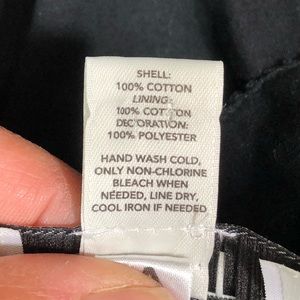 SHELL:
100% COTTON
LINING:
100% COTTON
DECORATION:
100% POLYESTER
HAND WASH COLD,
ONLY NON-CHLORINE
BLEACH WHEN
NEEDED, LINE DRY,
COOL IRON IF NEEDED